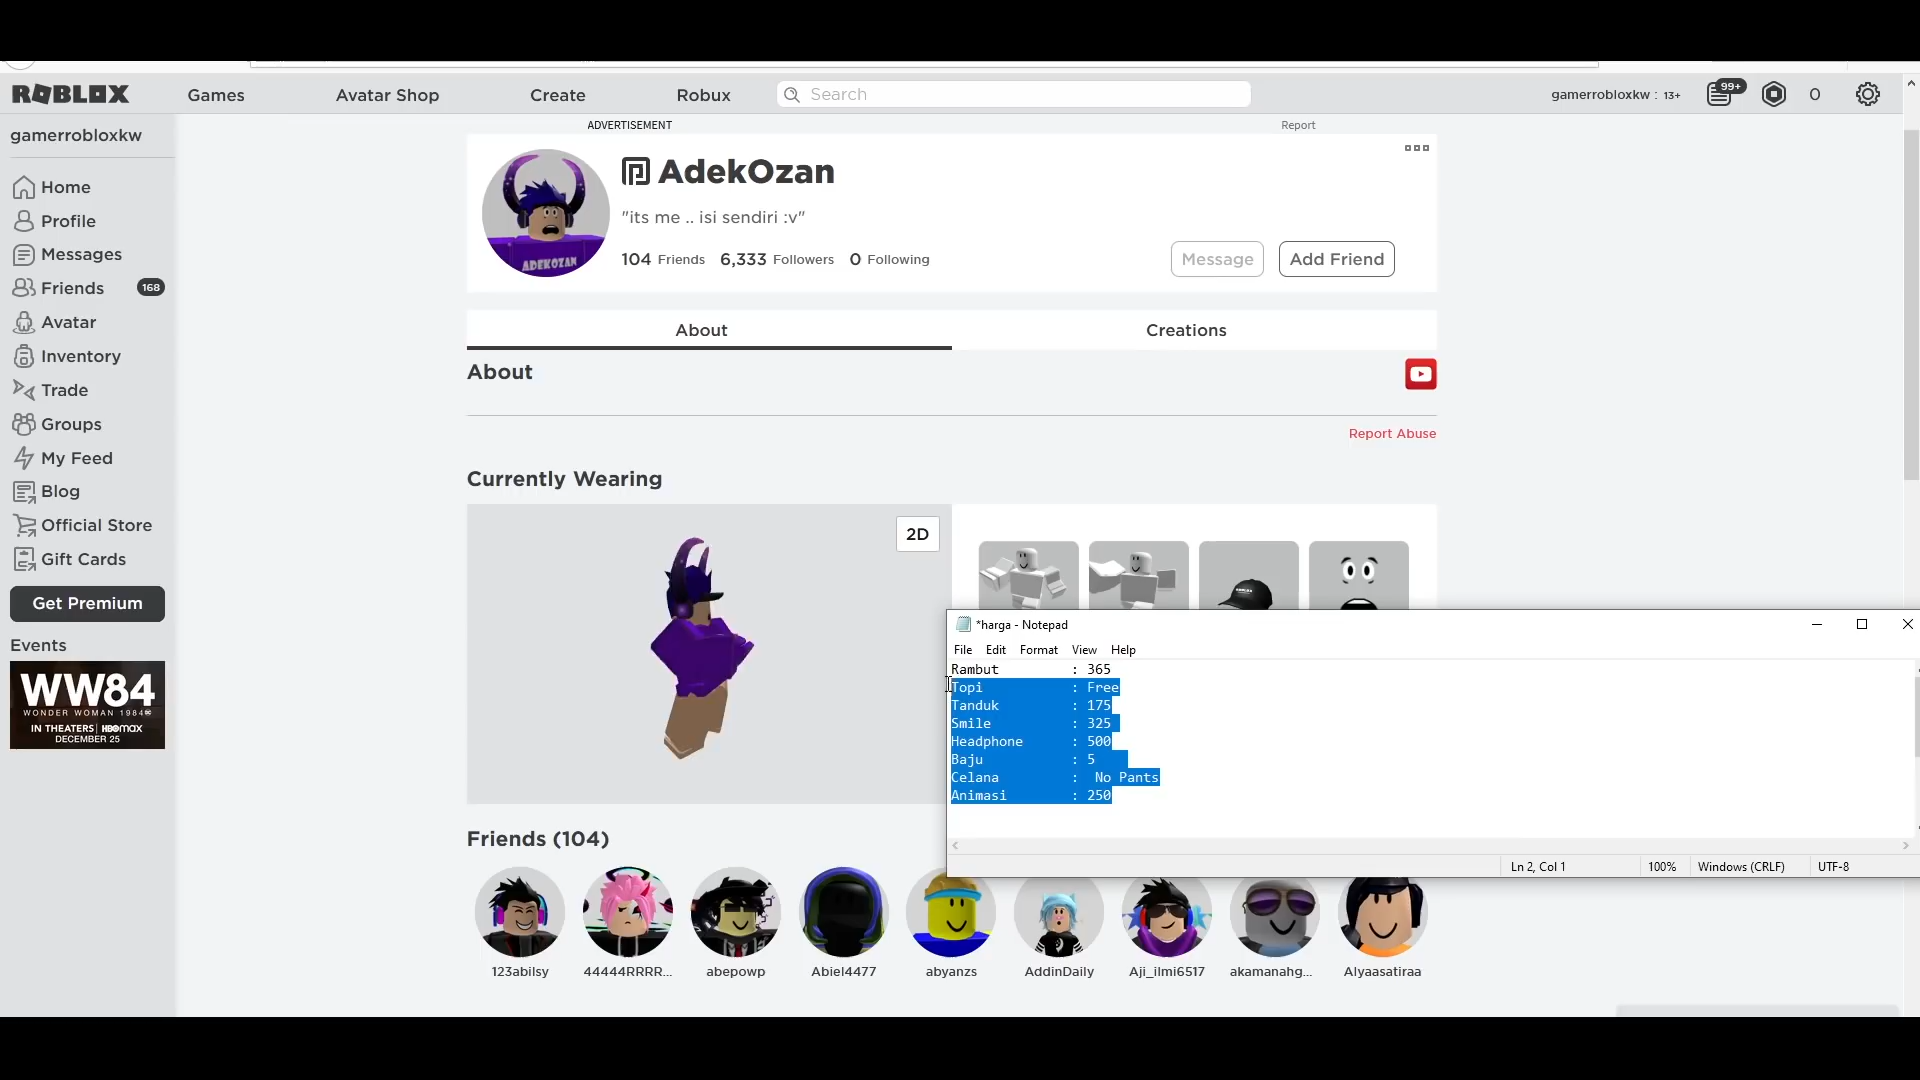 ROBLOX
Games
Avatar Shop
Create
Robux
Search
gamerrobloxkw : 13+
99+
0
gamerrobloxkw
Home
Profile
Messages
Friends
168
Avatar
Inventory
Trade
Groups
My Feed
Blog
Official Store
Gift Cards
Get Premium
Events
WW84
WONDER WOMAN 1984
IN THEATERS | HBOmax
DECEMBER 25
ADVERTISEMENT
Report
ADEKOZAN
AdekOzan
"its me .. isi sendiri :v"
104 Friends 6,333 Followers 0 Following
Message
Add Friend
About
Creations
About
Report Abuse
Currently Wearing
2D
*harga - Notepad
File Edit Format View Help
Rambut : 365
Topi : Free
Tanduk : 175
Smile : 325
Headphone : 500
Baju : 5
Celana : No Pants
Animasi : 250
Ln 2, Col 1
100%
Windows (CRLF)
UTF-8
Friends (104)
123abilsy
44444RRRR...
abepowp
Abiel4477
abyanzs
AddinDaily
Aji_ilmi6517
akamanahg...
Alyaasatiraa